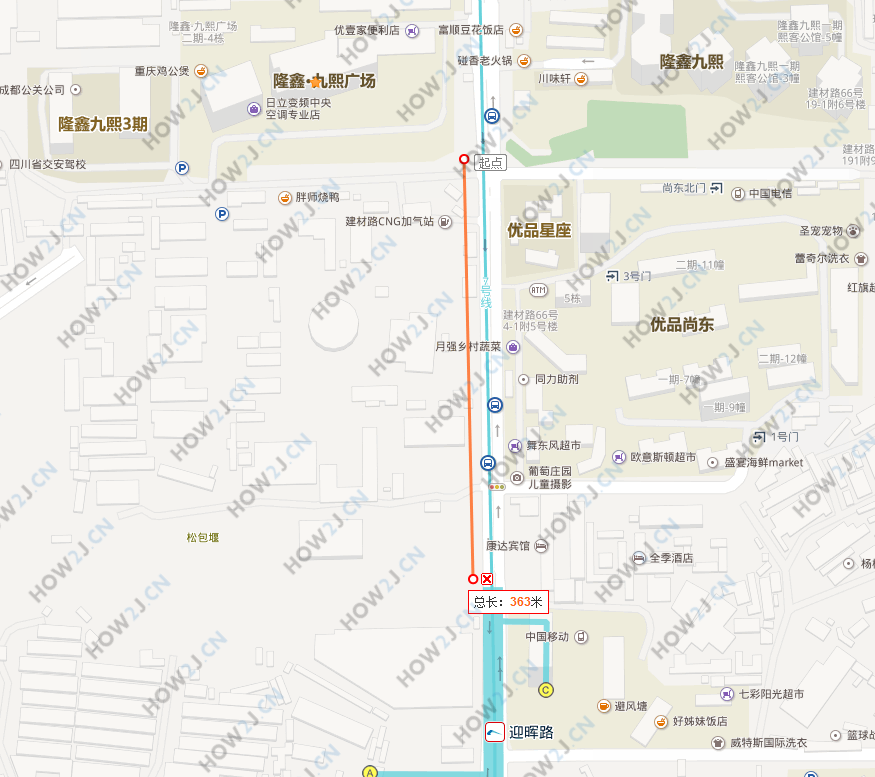 隆鑫·九熙广场
二期-4栋
优壹家便利店
富顺豆花饭店
隆鑫九熙一期
熙客公馆-5幢
碰香老火锅
隆鑫九熙
隆鑫九熙一期
熙客公馆-3幢
重庆鸡公煲
隆鑫·九熙广场
川味轩
成都公关公司
日立变频中央
空调专业店
建材路66号
19-1附6号楼
隆鑫九熙3期
建材路
191附9
四川省交安驾校
P
起点
尚东北门
中国电信
胖师烧鸭
P
建材路CNG加气站
优品星座
圣宠宠物
二期-11幢
蕾奇尔洗衣
3号门
7号线
ATM
5栋
红旗超
建材路66号
4-1附5号楼
优品尚东
月强乡村蔬菜
二期-12幢
同力助剂
一期-7幢
一期-9幢
1号门
舞东风超市
欧意斯顿超市
盛宴海鲜market
葡萄庄园
儿童摄影
松包堰
康达宾馆
全季酒店
杨
总长：363米
中国移动
C
七彩阳光超市
避风塘
好姊妹饭店
迎晖路
威特斯国际洗衣
篮球
A
P
HOW2J.CN